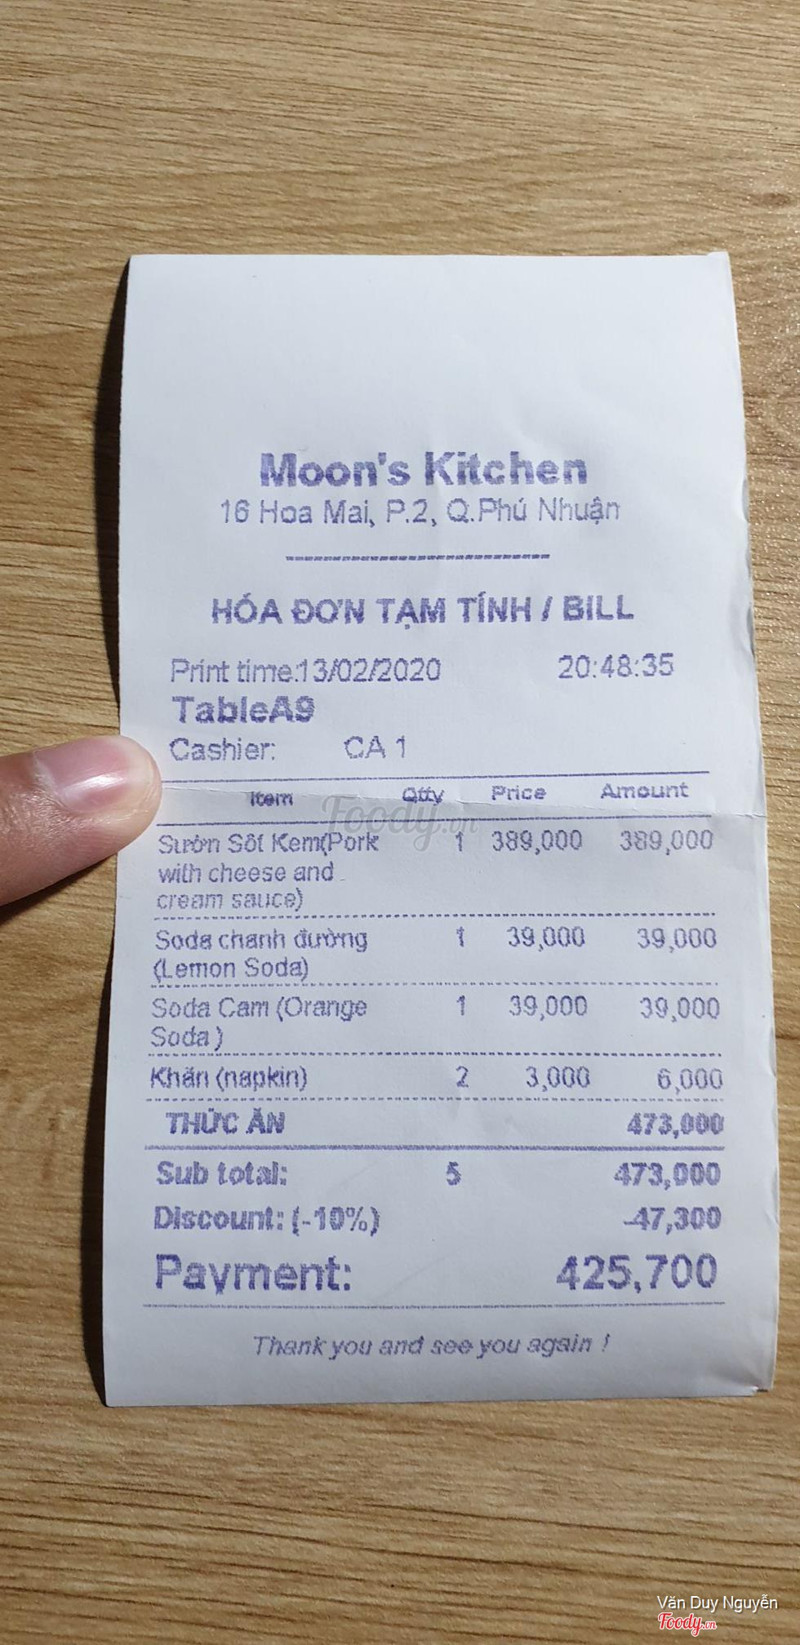 Moon's Kitchen
16 Hoa Mai, P.2, Q.Phú Nhuận
HÓA ĐƠN TẠM TÍNH / BILL
Print time:13/02/2020 20:48:35
TableA9
Cashier: CA 1
Item Qtty Price Amount
Foody.vn
Sườn Sốt Kem(Pork 1 389,000 389,000
with cheese and
cream sauce)
Soda chanh đường 1 39,000 39,000
(Lemon Soda)
Soda Cam (Orange 1 39,000 39,000
Soda )
Khăn (napkin) 2 3,000 6,000
THỨC ĂN 473,000
Sub total: 5 473,000
Discount: (-10%) -47,300
Payment: 425,700
Thank you and see you again !
Văn Duy Nguyễn
Foody.vn